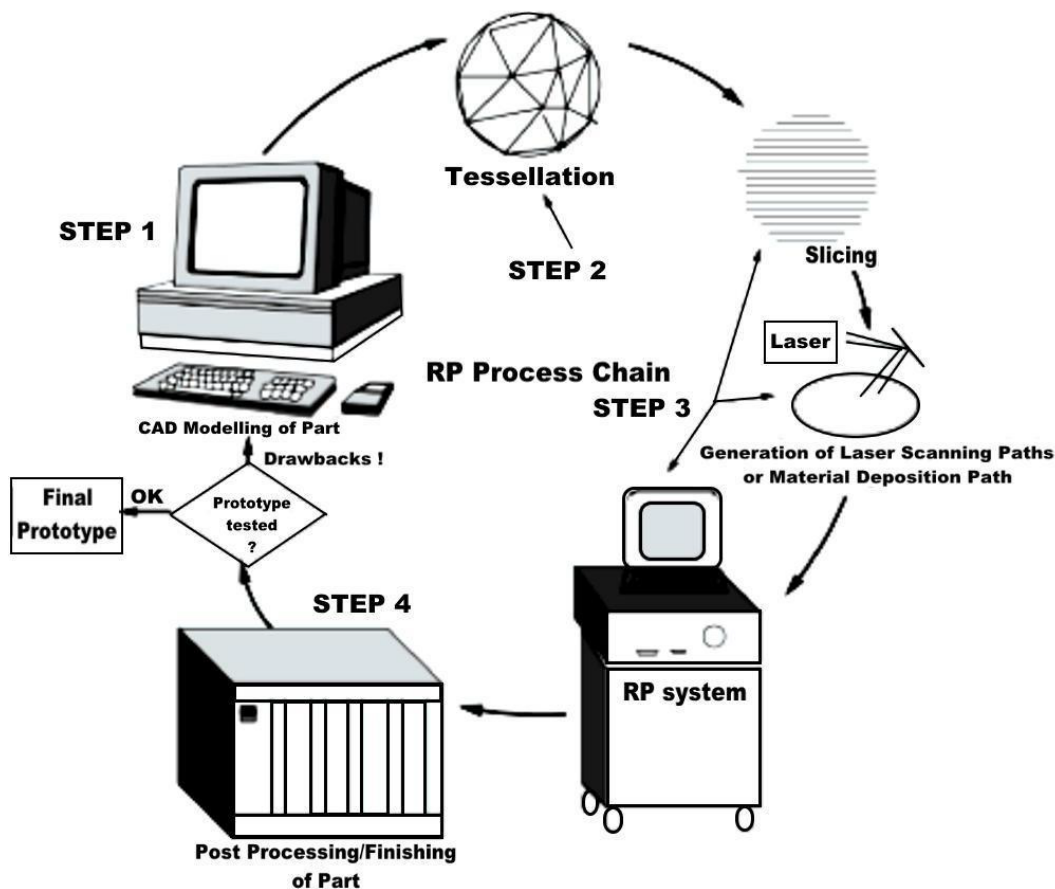 Tessellation
STEP 1
STEP 2
Slicing
Laser
RP Process Chain
STEP 3
CAD Modelling of Part
Generation of Laser Scanning Paths
or Material Deposition Path
Drawbacks !
Final
Prototype
OK
Prototype
tested
?
STEP 4
RP system
Post Processing/Finishing
of Part